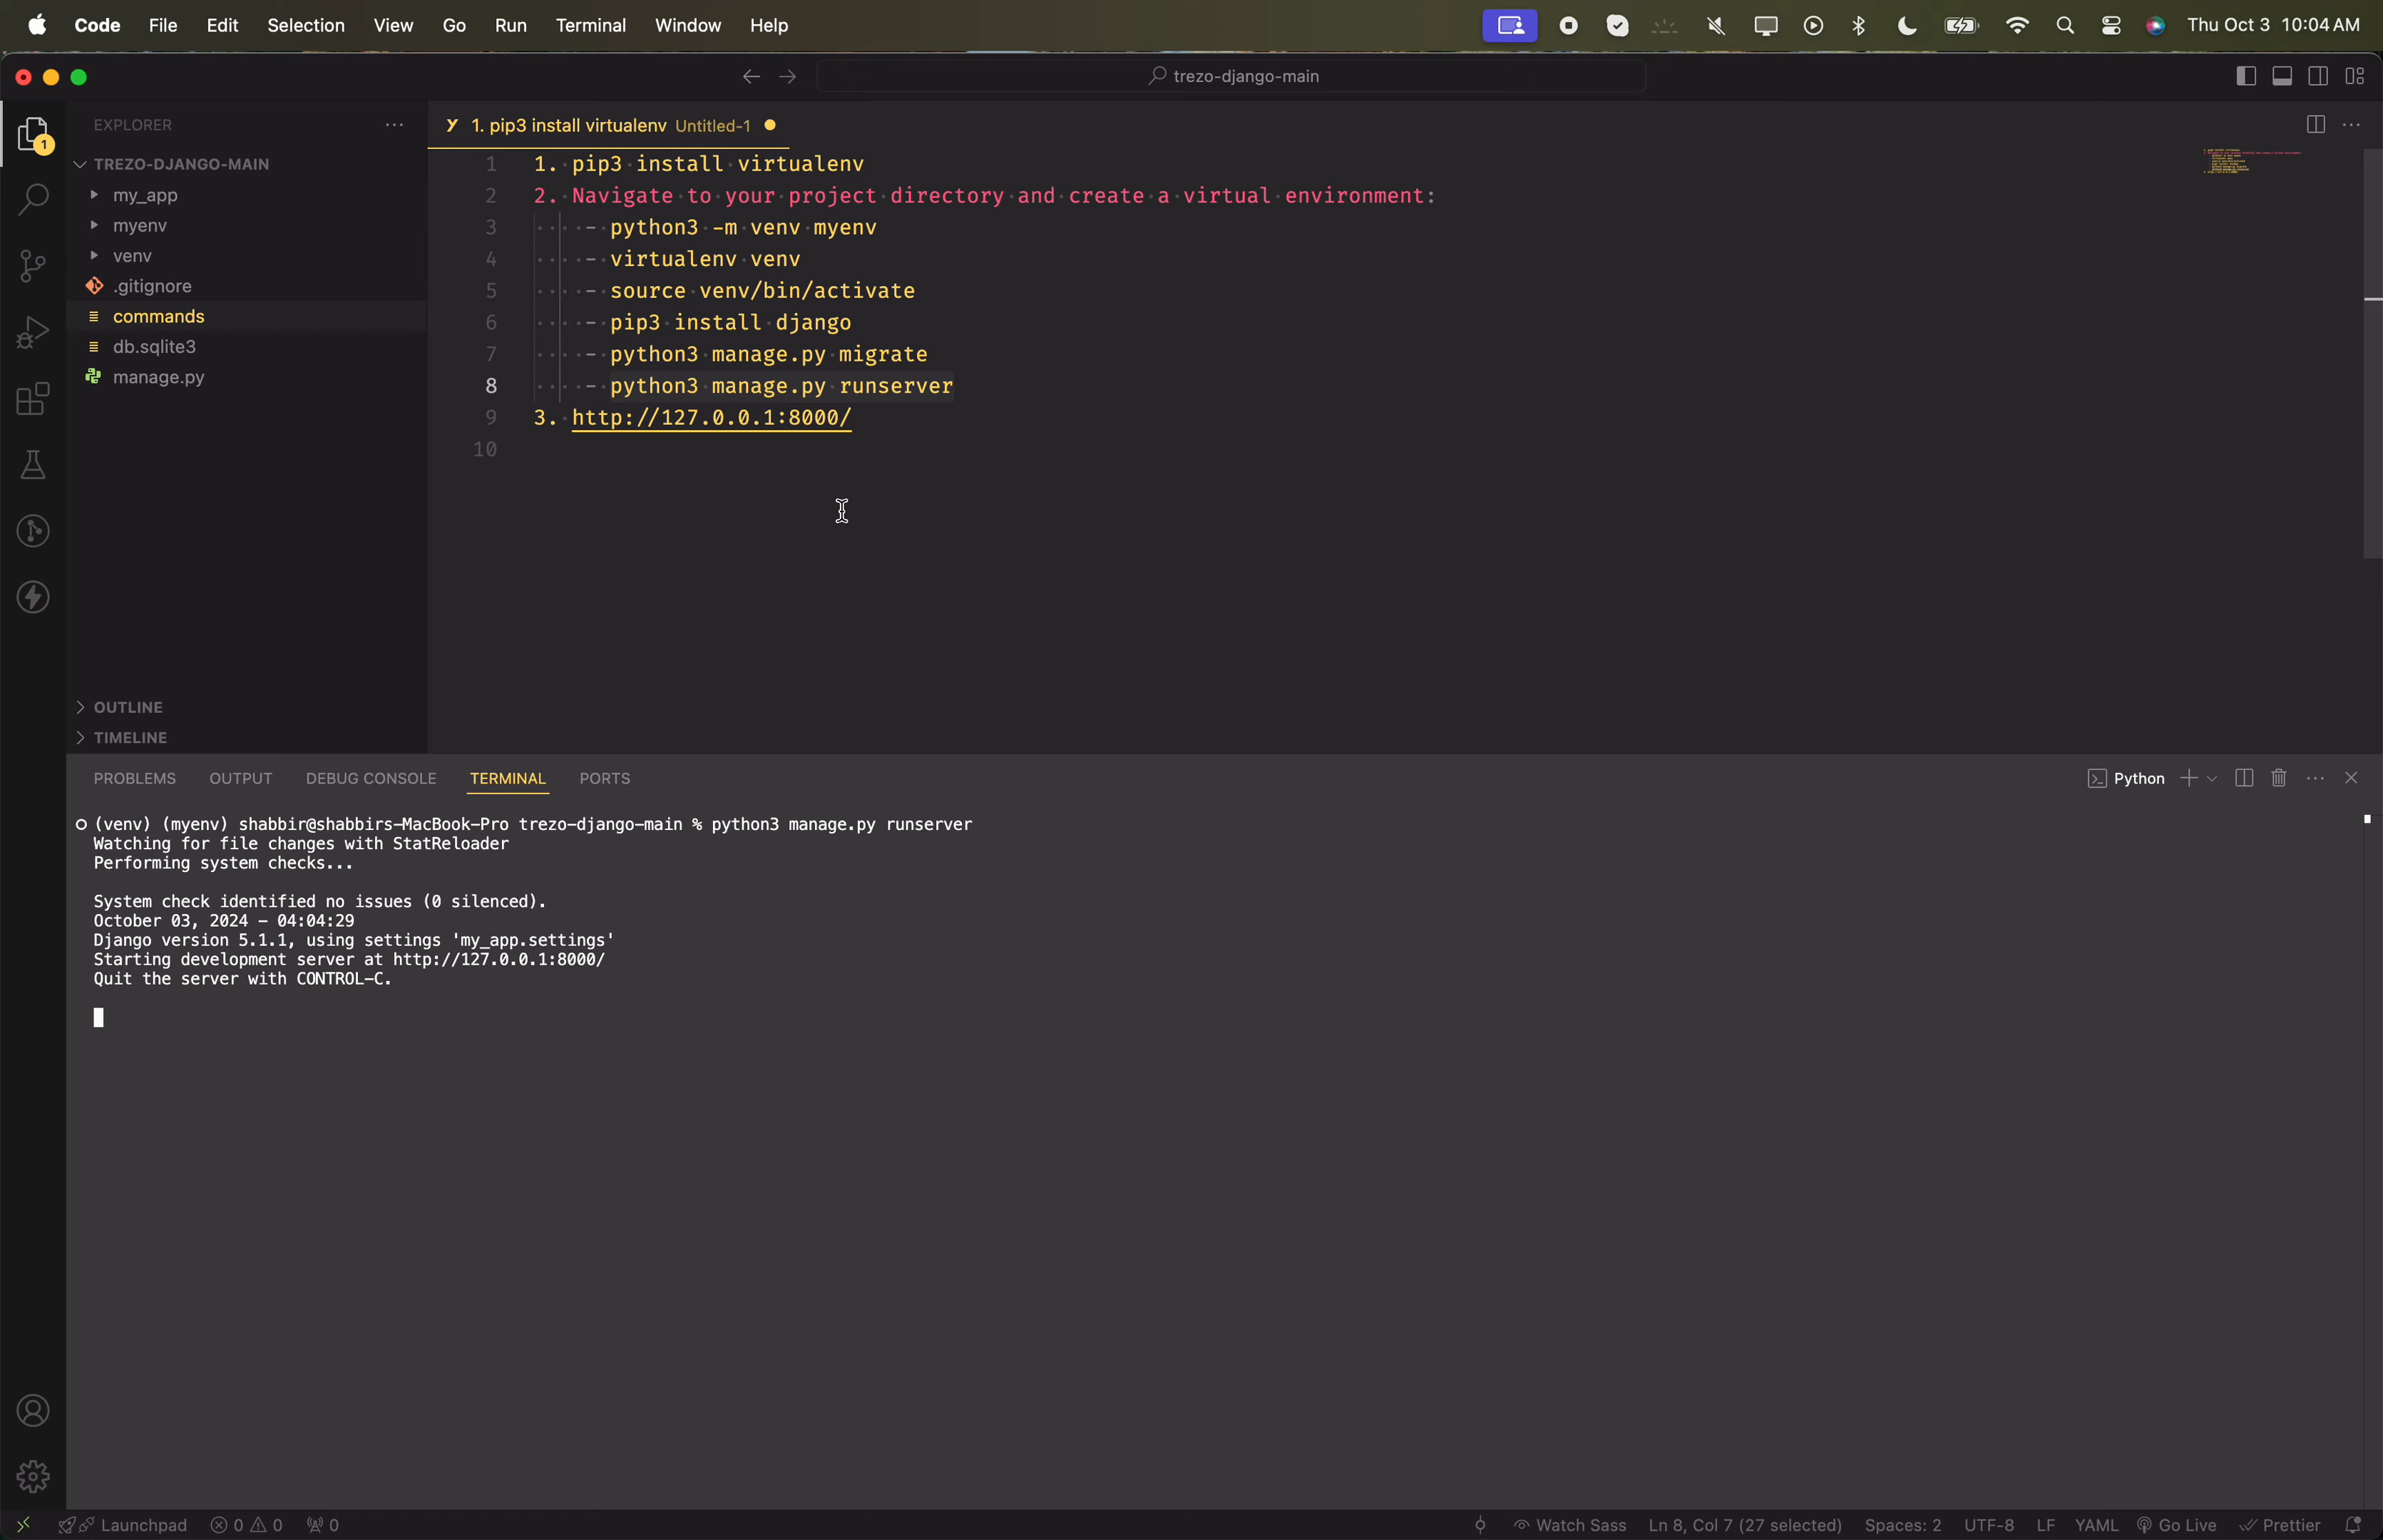 Code File Edit Selection View Go Run Terminal Window Help Thu Oct 3 10:04 AM
trezo-django-main
EXPLORER
1
TREZO-DJANGO-MAIN
my_app
myenv
venv
.gitignore
commands
db.sqlite3
manage.py
OUTLINE
TIMELINE
1. pip3 install virtualenv Untitled-1
1 1. pip3 install virtualenv
2 2. Navigate to your project directory and create a virtual environment:
3 - python3 -m venv myenv
4 - virtualenv venv
5 - source venv/bin/activate
6 - pip3 install django
7 - python3 manage.py migrate
8 - python3 manage.py runserver
9 3. http://127.0.0.1:8000/
10
PROBLEMS OUTPUT DEBUG CONSOLE TERMINAL PORTS Python
(venv) (myenv) shabbir@shabbirs-MacBook-Pro trezo-django-main % python3 manage.py runserver
Watching for file changes with StatReloader
Performing system checks...
System check identified no issues (0 silenced).
October 03, 2024 - 04:04:29
Django version 5.1.1, using settings 'my_app.settings'
Starting development server at http://127.0.0.1:8000/
Quit the server with CONTROL-C.
Launchpad 0 0 0 Watch Sass Ln 8, Col 7 (27 selected) Spaces: 2 UTF-8 LF YAML Go Live Prettier